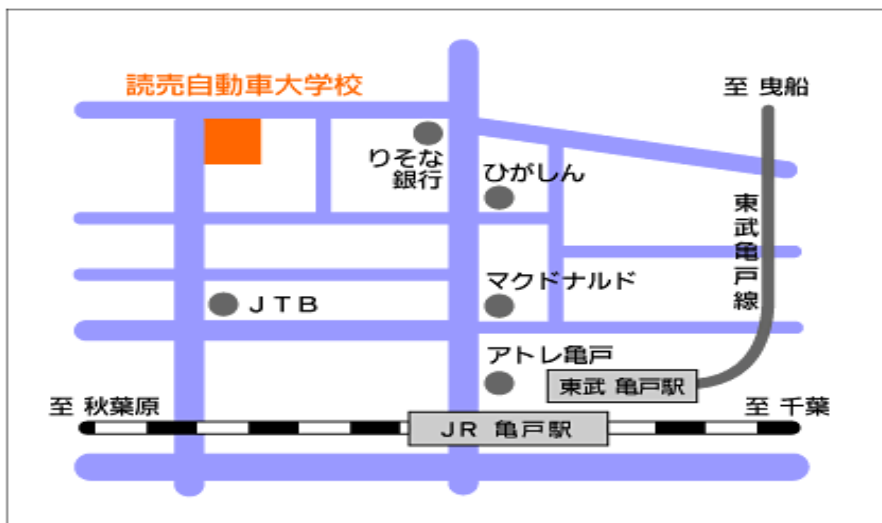 読売自動車大学校
至 曳船
りそな
銀行
ひがしん
東武亀戸線
マクドナルド
JTB
アトレ亀戸
東武 亀戸駅
至 秋葉原
至 千葉
JR 亀戸駅